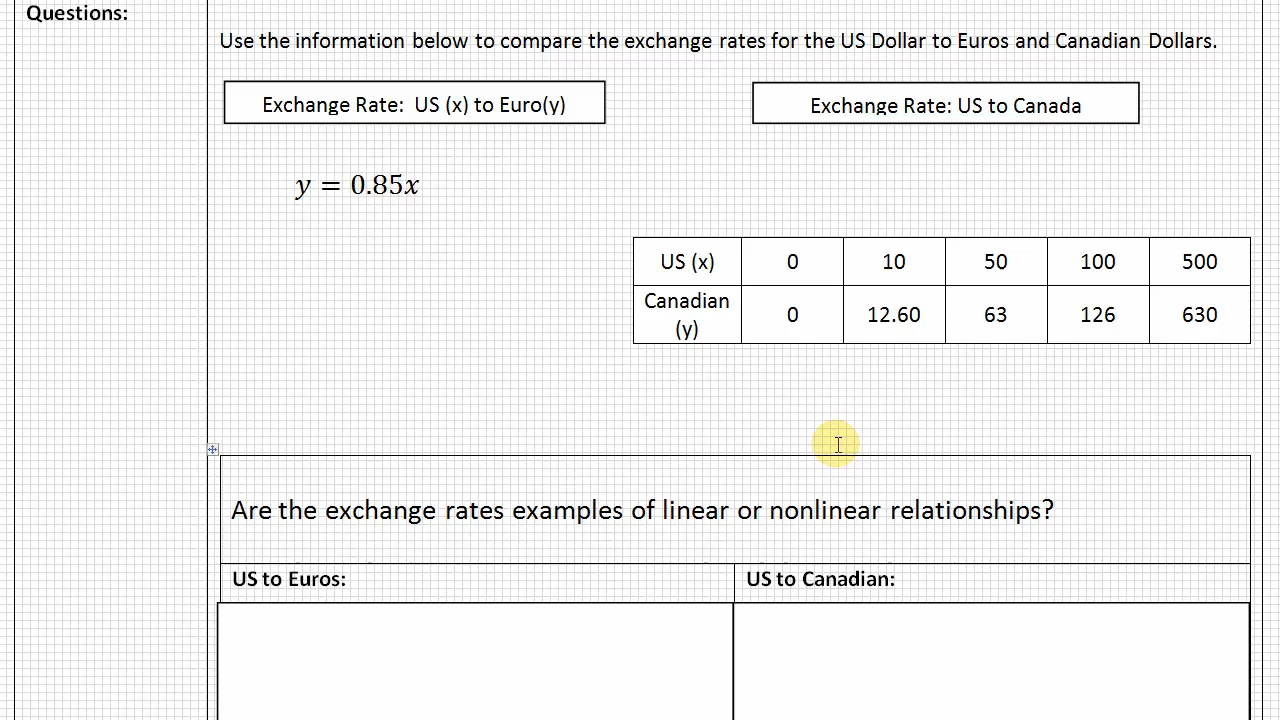 Questions:
Use the information below to compare the exchange rates for the US Dollar to Euros and Canadian Dollars.
Exchange Rate: US (x) to Euro(y)
Exchange Rate: US to Canada
y = 0.85x
US (x) 0 10 50 100 500
Canadian
(y) 0 12.60 63 126 630
Are the exchange rates examples of linear or nonlinear relationships?
US to Euros:
US to Canadian: